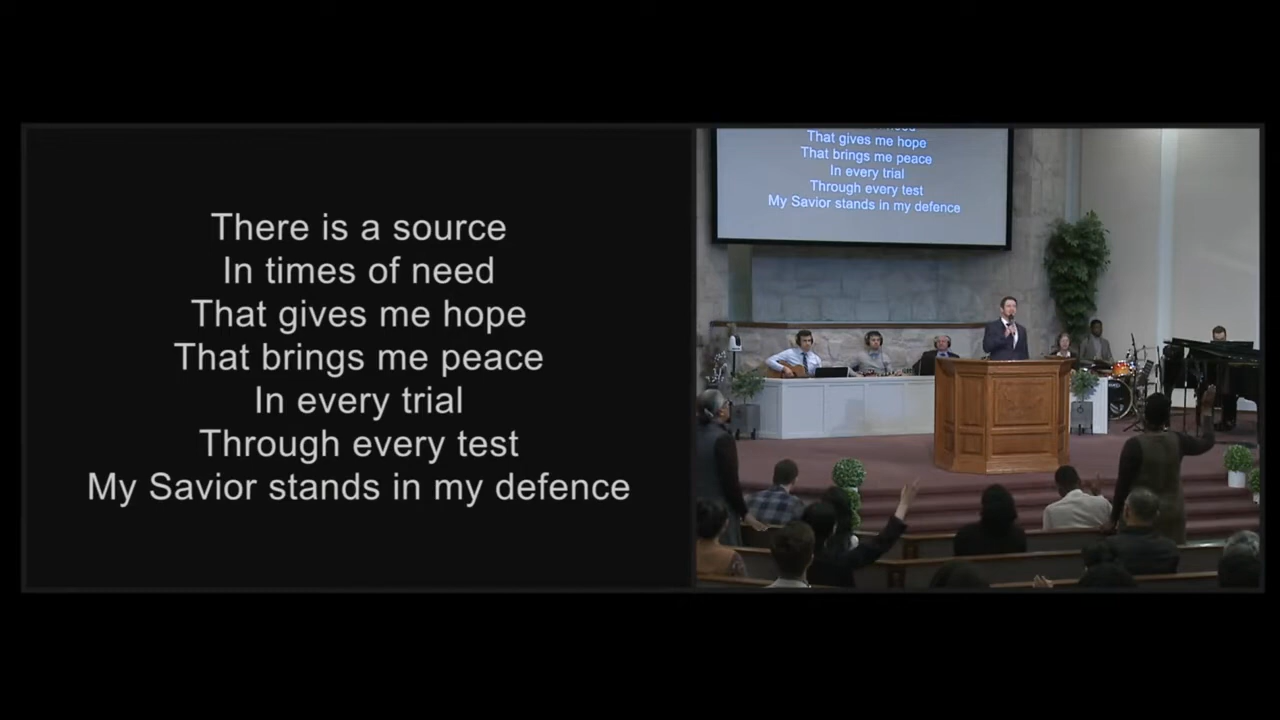 There is a source
In times of need
That gives me hope
That brings me peace
In every trial
Through every test
My Savior stands in my defence
need
That gives me hope
That brings me peace
In every trial
Through every test
My Savior stands in my defence